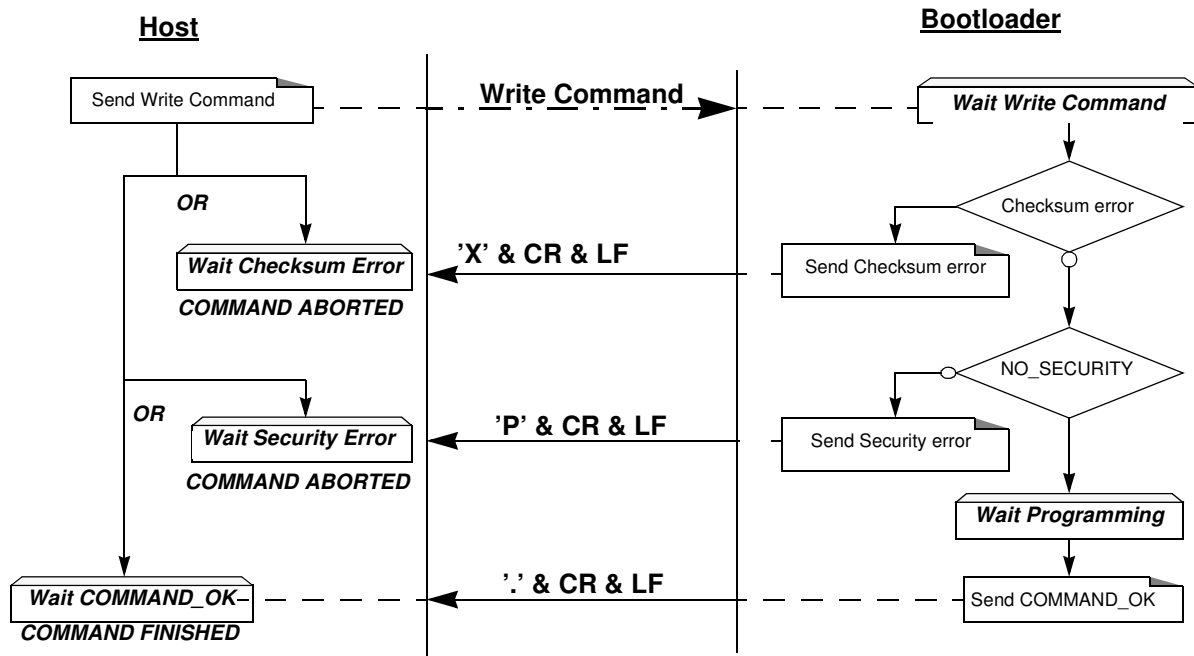 Host
Bootloader
Send Write Command
Write Command
Wait Write Command
OR
Checksum error
Wait Checksum Error
’X’ & CR & LF
Send Checksum error
COMMAND ABORTED
NO_SECURITY
OR
Wait Security Error
’P’ & CR & LF
Send Security error
COMMAND ABORTED
Wait Programming
Wait COMMAND_OK
’.’ & CR & LF
Send COMMAND_OK
COMMAND FINISHED